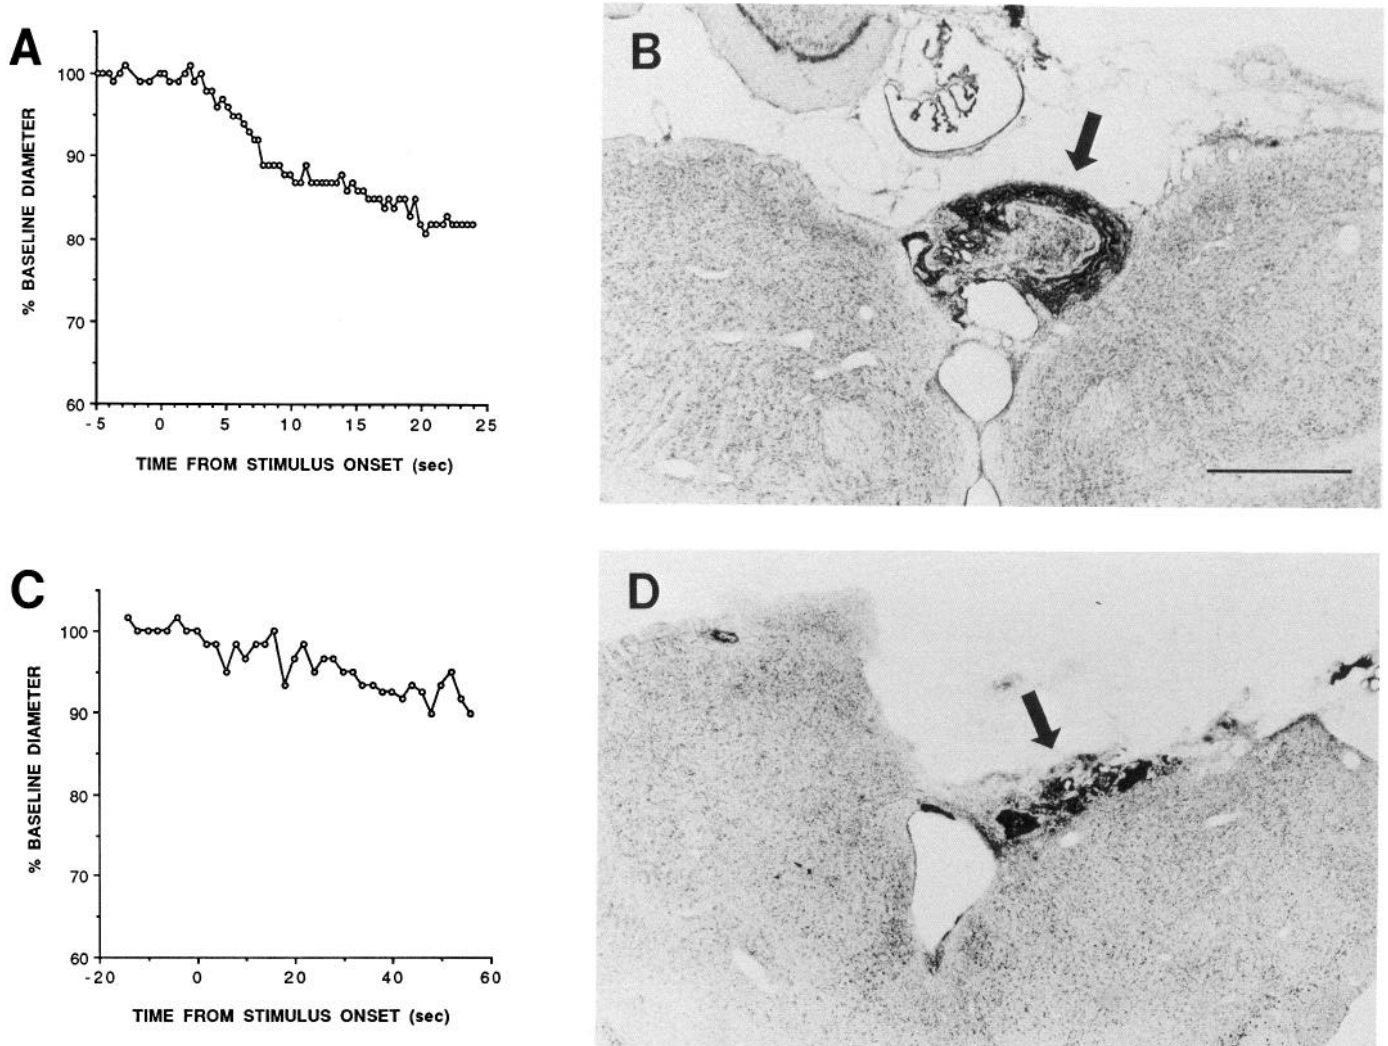 A
100
90
80
70
60
% BASELINE DIAMETER
-5 0 5 10 15 20 25
TIME FROM STIMULUS ONSET (sec)
B
C
100
90
80
70
60
% BASELINE DIAMETER
-20 0 20 40 60
TIME FROM STIMULUS ONSET (sec)
D